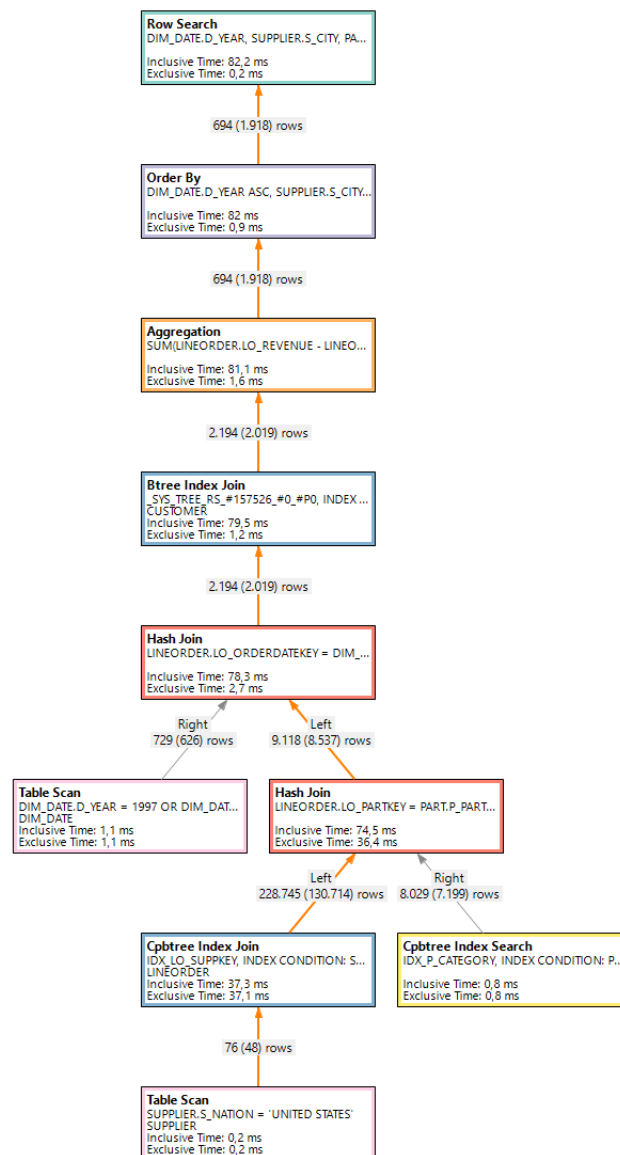 Row Search
DIM_DATE.D_YEAR, SUPPLIER.S_CITY, PA...
Inclusive Time: 82,2 ms
Exclusive Time: 0,2 ms
694 (1.918) rows
Order By
DIM_DATE.D_YEAR ASC, SUPPLIER.S_CITY...
Inclusive Time: 82 ms
Exclusive Time: 0,9 ms
694 (1.918) rows
Aggregation
SUM(LINEORDER.LO_REVENUE - LINEO...
Inclusive Time: 81,1 ms
Exclusive Time: 1,6 ms
2.194 (2.019) rows
Btree Index Join
_SYS_TREE_RS_#157526_#0_#P0, INDEX ...
CUSTOMER
Inclusive Time: 79,5 ms
Exclusive Time: 1,2 ms
2.194 (2.019) rows
Hash Join
LINEORDER.LO_ORDERDATEKEY = DIM_...
Inclusive Time: 78,3 ms
Exclusive Time: 2,7 ms
Right
729 (626) rows
Left
9.118 (8.537) rows
Table Scan
DIM_DATE.D_YEAR = 1997 OR DIM_DAT...
DIM_DATE
Inclusive Time: 1,1 ms
Exclusive Time: 1,1 ms
Hash Join
LINEORDER.LO_PARTKEY = PART.P_PART...
Inclusive Time: 74,5 ms
Exclusive Time: 36,4 ms
Left
228.745 (130.714) rows
Right
8.029 (7.199) rows
Cpbtree Index Join
IDX_LO_SUPPKEY, INDEX CONDITION: S...
LINEORDER
Inclusive Time: 37,3 ms
Exclusive Time: 37,1 ms
Cpbtree Index Search
IDX_P_CATEGORY, INDEX CONDITION: P...
Inclusive Time: 0,8 ms
Exclusive Time: 0,8 ms
76 (48) rows
Table Scan
SUPPLIER.S_NATION = 'UNITED STATES'
SUPPLIER
Inclusive Time: 0,2 ms
Exclusive Time: 0,2 ms